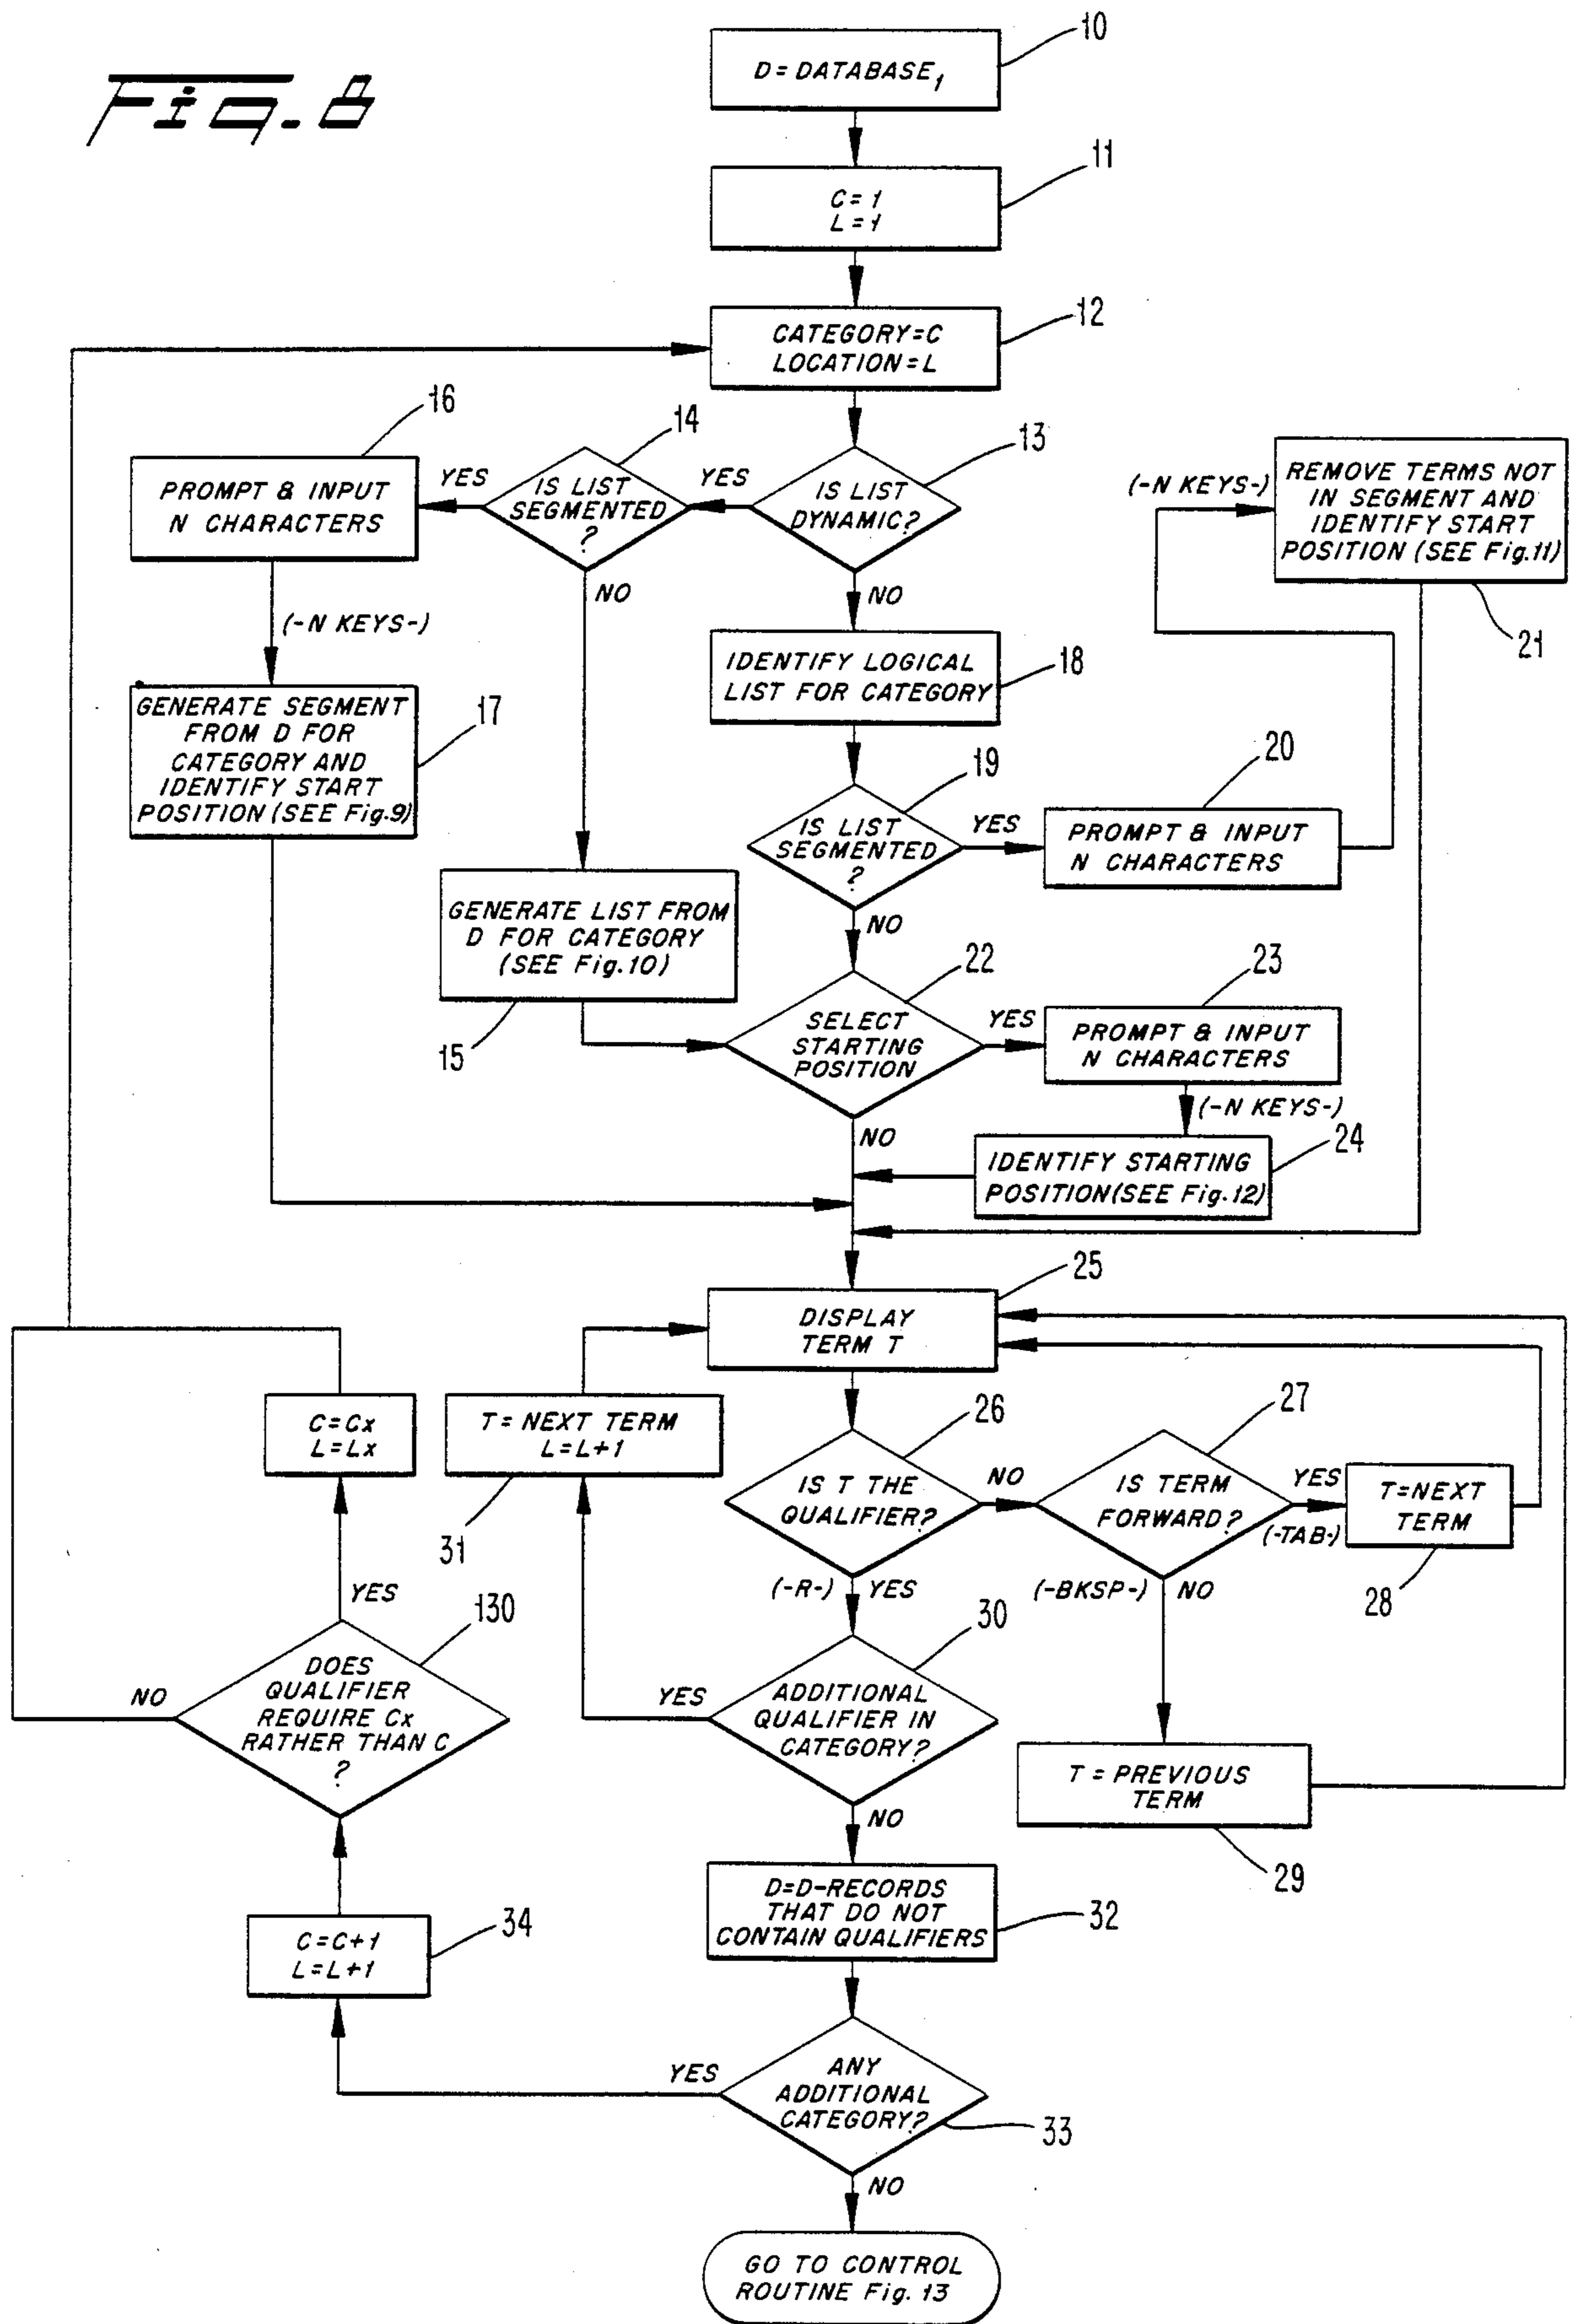 Fig. 8
10
D = DATABASE1
11
C = 1
L = 1
12
CATEGORY = C
LOCATION = L
16
14
13
PROMPT & INPUT
N CHARACTERS
YES
IS LIST
SEGMENTED
?
YES
IS LIST
DYNAMIC?
(-N KEYS-)
REMOVE TERMS NOT
IN SEGMENT AND
IDENTIFY START
POSITION (SEE Fig.11)
21
NO
NO
(-N KEYS-)
IDENTIFY LOGICAL
LIST FOR CATEGORY
18
GENERATE SEGMENT
FROM D FOR
CATEGORY AND
IDENTIFY START
POSITION (SEE Fig.9)
17
19
20
IS LIST
SEGMENTED
?
YES
PROMPT & INPUT
N CHARACTERS
NO
GENERATE LIST FROM
D FOR CATEGORY
(SEE Fig.10)
15
22
23
SELECT
STARTING
POSITION
YES
PROMPT & INPUT
N CHARACTERS
(-N KEYS-)
NO
24
IDENTIFY STARTING
POSITION (SEE Fig.12)
25
DISPLAY
TERM T
C = Cx
L = Lx
T = NEXT TERM
L = L+1
31
26
27
IS T THE
QUALIFIER?
NO
IS TERM
FORWARD?
YES
(-TAB-)
T=NEXT
TERM
28
(-R-) YES
(-BKSP-) NO
YES
130
30
DOES
QUALIFIER
REQUIRE Cx
RATHER THAN C
?
NO
YES
ADDITIONAL
QUALIFIER IN
CATEGORY?
T = PREVIOUS
TERM
29
NO
D=D-RECORDS
THAT DO NOT
CONTAIN QUALIFIERS
32
C = C+1
L = L+1
34
YES
ANY
ADDITIONAL
CATEGORY?
33
NO
GO TO CONTROL
ROUTINE Fig. 13